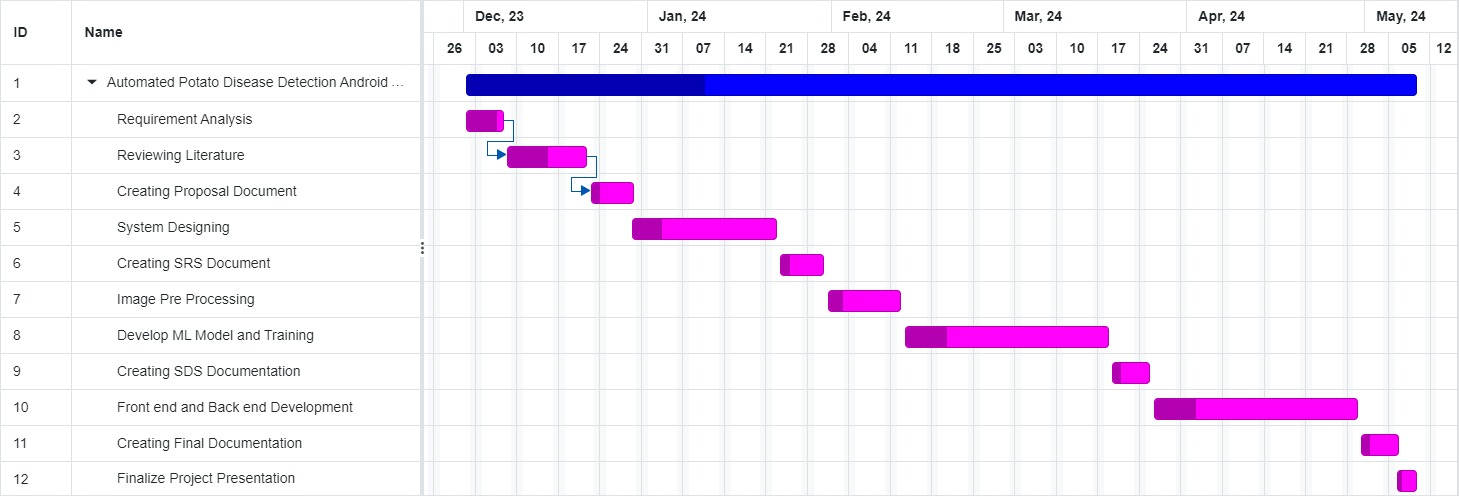 ID Name Dec, 23 Jan, 24 Feb, 24 Mar, 24 Apr, 24 May, 24
26 03 10 17 24 31 07 14 21 28 04 11 18 25 03 10 17 24 31 07 14 21 28 05 12
1 Automated Potato Disease Detection Android ...
2 Requirement Analysis
3 Reviewing Literature
4 Creating Proposal Document
5 System Designing
6 Creating SRS Document
7 Image Pre Processing
8 Develop ML Model and Training
9 Creating SDS Documentation
10 Front end and Back end Development
11 Creating Final Documentation
12 Finalize Project Presentation